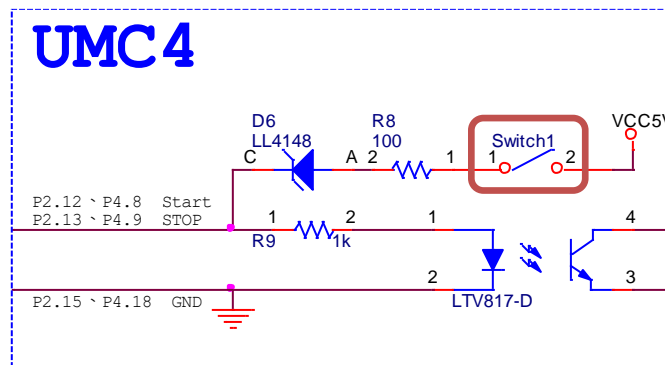 UMC4
D6
LL4148
R8
100
Switch1
VCC5V
C
A
2
1
1
2
P2.12、P4.8 Start
P2.13、P4.9 STOP
1
2
R9
1k
1
4
2
3
P2.15、P4.18 GND
LTV817-D